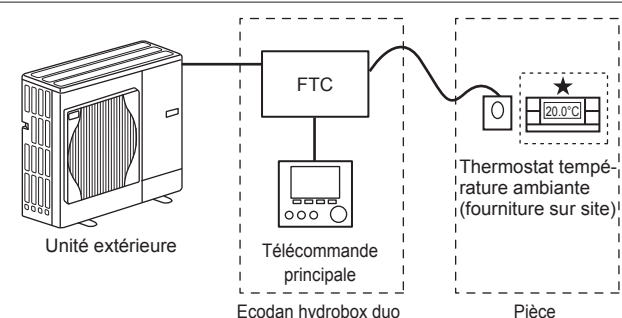 FTC
20.0°C
Thermostat tempé-
rature ambiante
(fourniture sur site)
Unité extérieure
Télécommande
principale
Ecodan hydrobox duo
Pièce